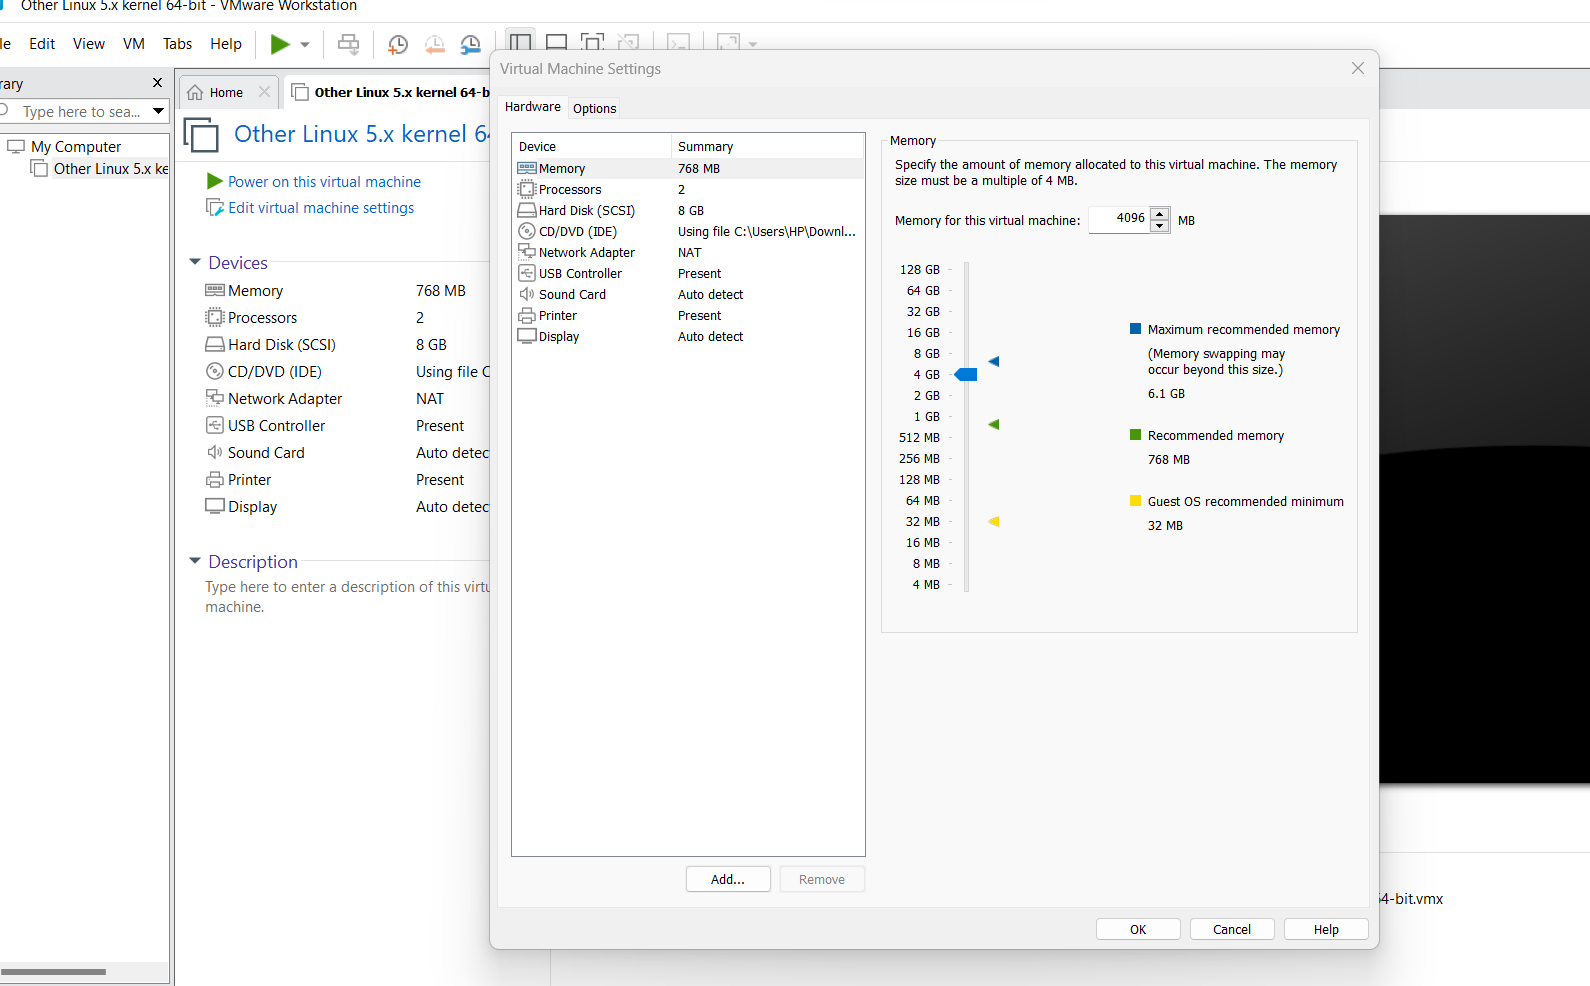 Other Linux 5.x kernel 64-bit - VMware Workstation
le Edit View VM Tabs Help
rary
Type here to sea...
My Computer
Other Linux 5.x ke
Home
Other Linux 5.x kernel 64-b
Other Linux 5.x kernel 64
Power on this virtual machine
Edit virtual machine settings
Devices
Memory 768 MB
Processors 2
Hard Disk (SCSI) 8 GB
CD/DVD (IDE) Using file C
Network Adapter NAT
USB Controller Present
Sound Card Auto detec
Printer Present
Display Auto detec
Description
Type here to enter a description of this virtu
machine.
Virtual Machine Settings
Hardware Options
Device Summary
Memory 768 MB
Processors 2
Hard Disk (SCSI) 8 GB
CD/DVD (IDE) Using file C:\Users\HP\Downl...
Network Adapter NAT
USB Controller Present
Sound Card Auto detect
Printer Present
Display Auto detect
Add... Remove
Memory
Specify the amount of memory allocated to this virtual machine. The memory
size must be a multiple of 4 MB.
Memory for this virtual machine: 4096 MB
128 GB
64 GB
32 GB
16 GB
8 GB
4 GB
2 GB
1 GB
512 MB
256 MB
128 MB
64 MB
32 MB
16 MB
8 MB
4 MB
Maximum recommended memory
(Memory swapping may
occur beyond this size.)
6.1 GB
Recommended memory
768 MB
Guest OS recommended minimum
32 MB
OK Cancel Help
64-bit.vmx